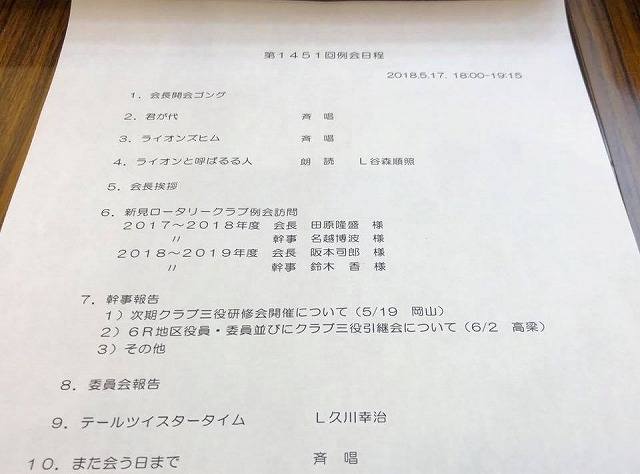 第1451回例会日程
2018.5.17. 18:00-19:15
1. 会長開会ゴング
2. 君が代 斉 唱
3. ライオンズヒム 斉 唱
4. ライオンと呼ばるる人 朗 読 L谷森順照
5. 会長挨拶
6. 新見ロータリークラブ例会訪問
2017～2018年度 会長 田原隆盛 様
〃 幹事 名越博波 様
2018～2019年度 会長 阪本司郎 様
〃 幹事 鈴木 香 様
7. 幹事報告
1）次期クラブ三役研修会開催について（5/19 岡山）
2）6R地区役員・委員並びにクラブ三役引継会について（6/2 高梁）
3）その他
8. 委員会報告
9. テールツイスタータイム L久川幸治
10. また会う日まで 斉 唱